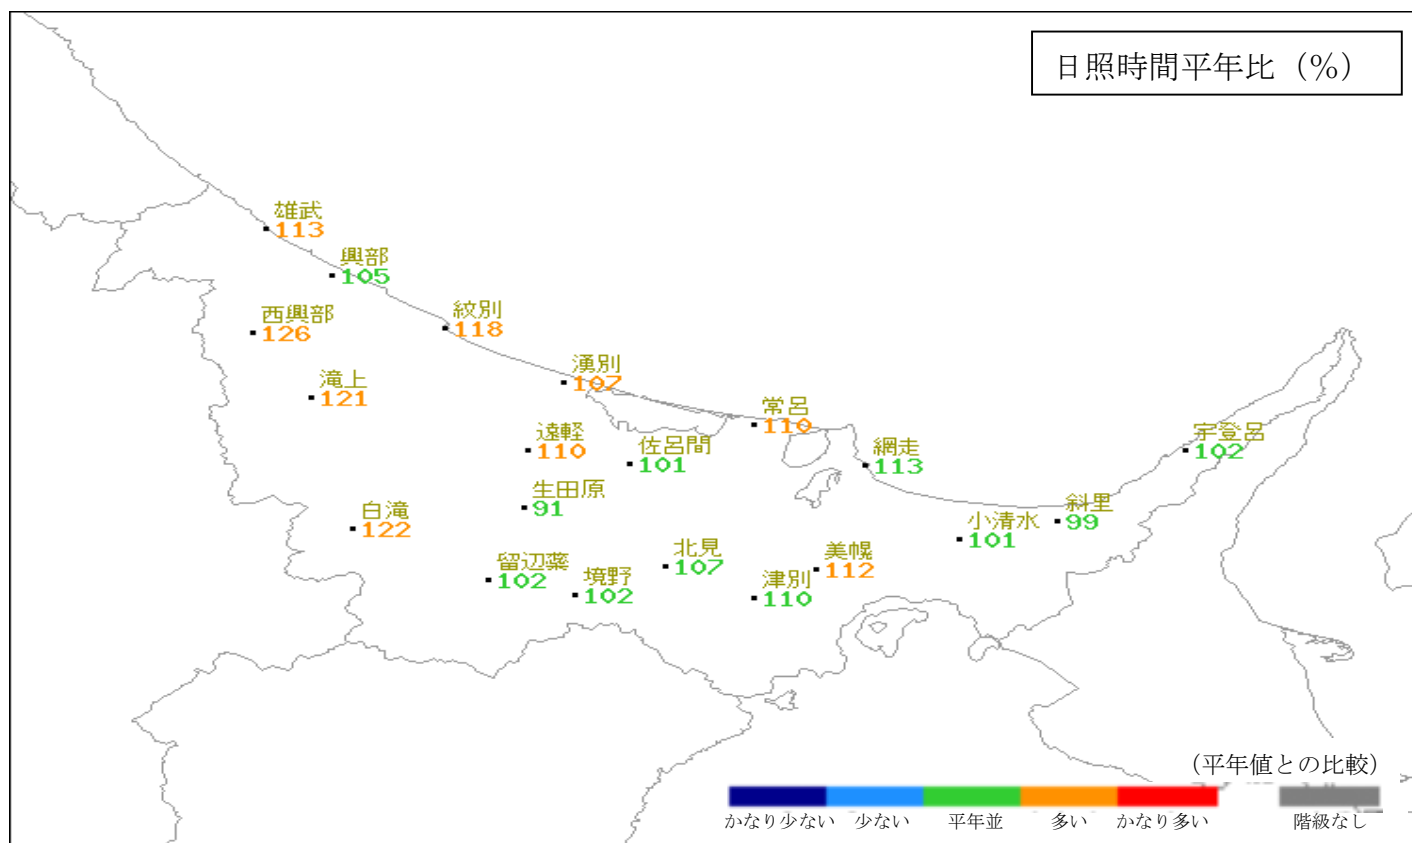 日照時間平年比（％）
雄武
113
興部
105
西興部
126
紋別
118
滝上
121
湧別
107
常呂
110
遠軽
110
佐呂間
101
網走
113
宇登呂
102
生田原
91
白滝
122
斜里
99
小清水
101
北見
107
美幌
112
留辺蘂
102
境野
102
津別
110
（平年値との比較）
かなり少ない 少ない 平年並 多い かなり多い 階級なし